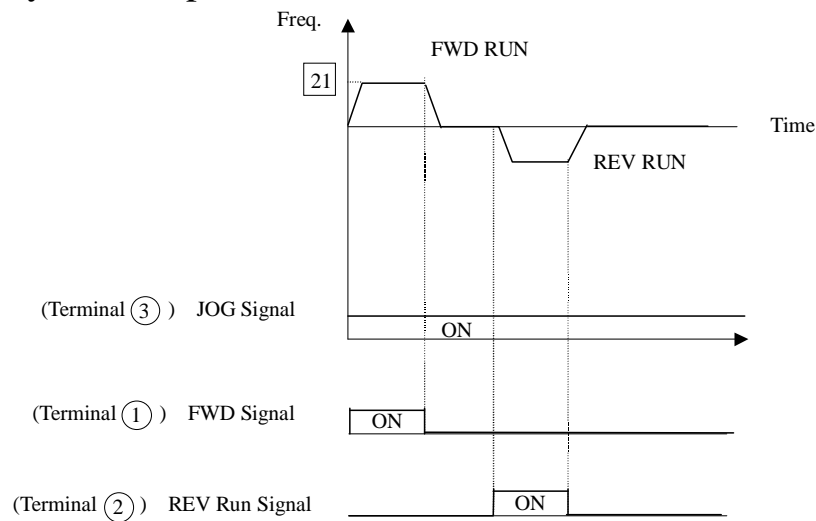 Freq.
FWD RUN
21
Time
REV RUN
(Terminal 3 ) JOG Signal
ON
(Terminal 1 ) FWD Signal
ON
(Terminal 2 ) REV Run Signal
ON